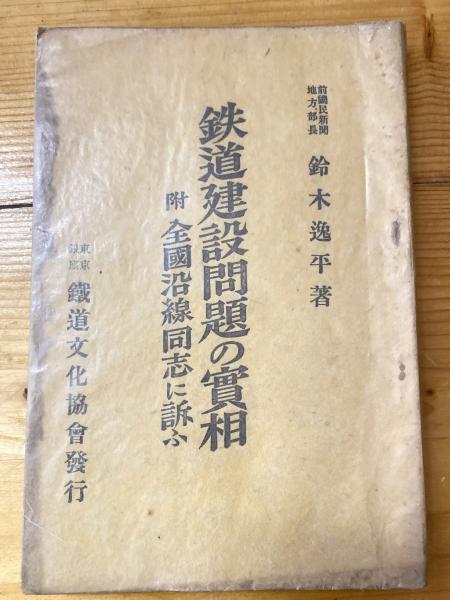 前國民新聞
地方部長
鈴木逸平著
鉄道建設問題の實相
附 全國沿線同志に訴ふ
東京
銀座
鐵道文化協會發行